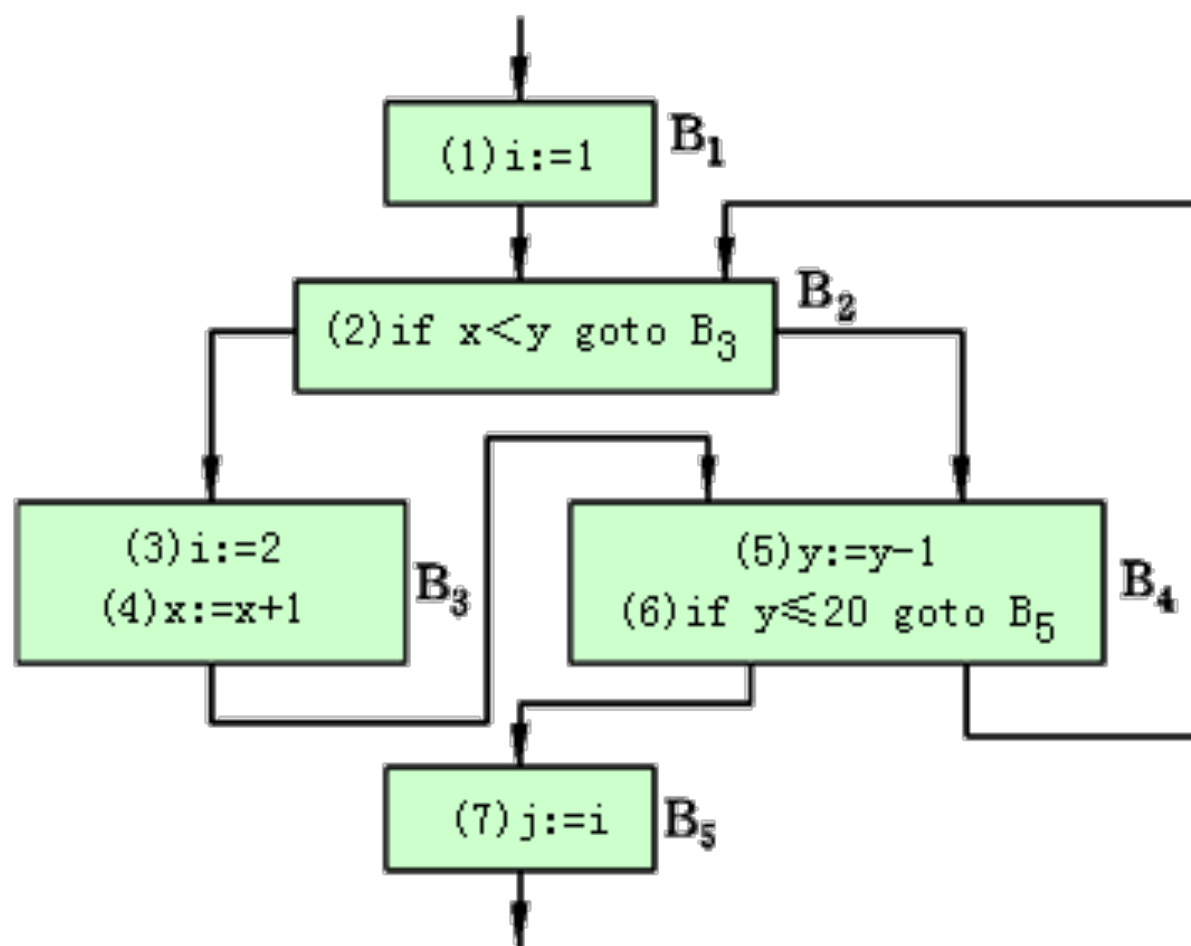 (1)i:=1
B₁
(2)if x<y goto B₃
B₂
(3)i:=2
(4)x:=x+1
B₃
(5)y:=y-1
(6)if y≤20 goto B₅
B₄
(7)j:=i
B₅